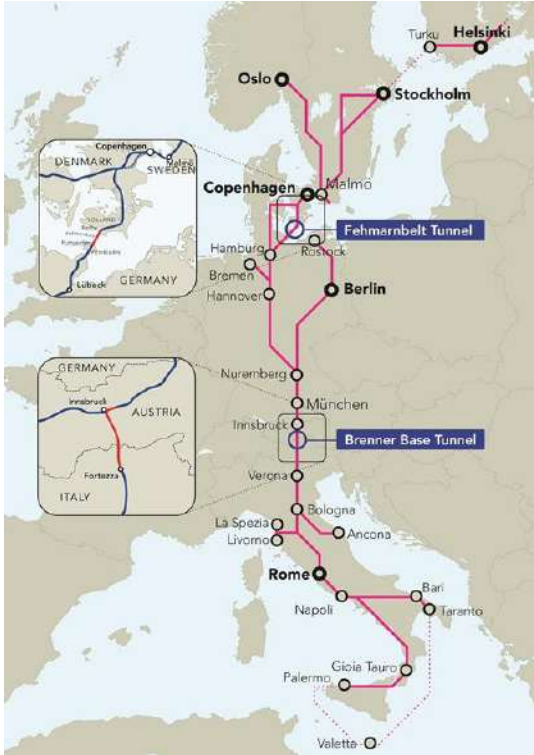 Turku
Helsinki
Oslo
Stockholm
Copenhagen
DENMARK
Malmö
SWEDEN
Lübeck
GERMANY
Copenhagen
Malmö
Fehmarnbelt Tunnel
Hamburg
Rostock
Bremen
Hannover
Berlin
GERMANY
Innsbruck
AUSTRIA
Fortezza
ITALY
Nuremberg
München
Innsbruck
Brenner Base Tunnel
Verona
Bologna
La Spezia
Livorno
Ancona
Rome
Napoli
Bari
Taranto
Gioia Tauro
Palermo
Valetta